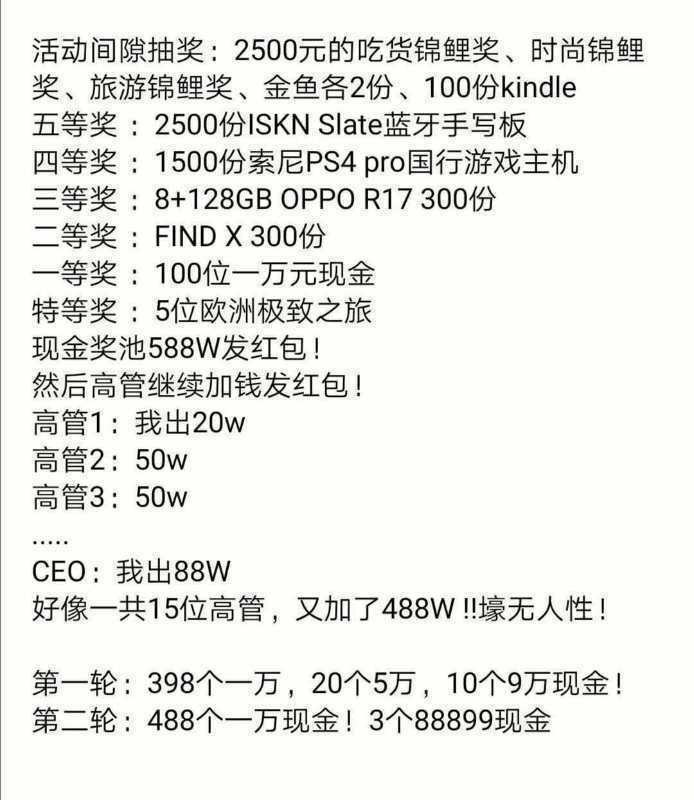 活动间隙抽奖：2500元的吃货锦鲤奖、时尚锦鲤
奖、旅游锦鲤奖、金鱼各2份、100份kindle
五等奖 ：2500份ISKN Slate蓝牙手写板
四等奖 ：1500份索尼PS4 pro国行游戏主机
三等奖 ：8+128GB OPPO R17 300份
二等奖 ：FIND X 300份
一等奖 ：100位一万元现金
特等奖 ：5位欧洲极致之旅
现金奖池588W发红包！
然后高管继续加钱发红包！
高管1：我出20w
高管2：50w
高管3：50w
.....
CEO：我出88W
好像一共15位高管，又加了488W !!壕无人性！
第一轮：398个一万，20个5万，10个9万现金！
第二轮：488个一万现金！3个88899现金